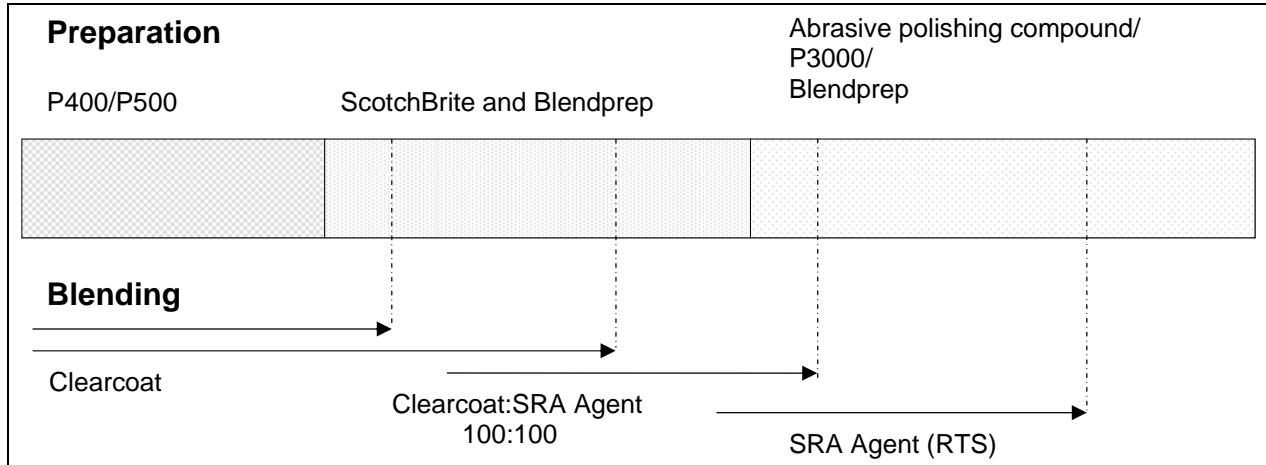 Preparation
P400/P500
ScotchBrite and Blendprep
Abrasive polishing compound/
P3000/
Blendprep
Blending
Clearcoat
Clearcoat:SRA Agent
100:100
SRA Agent (RTS)